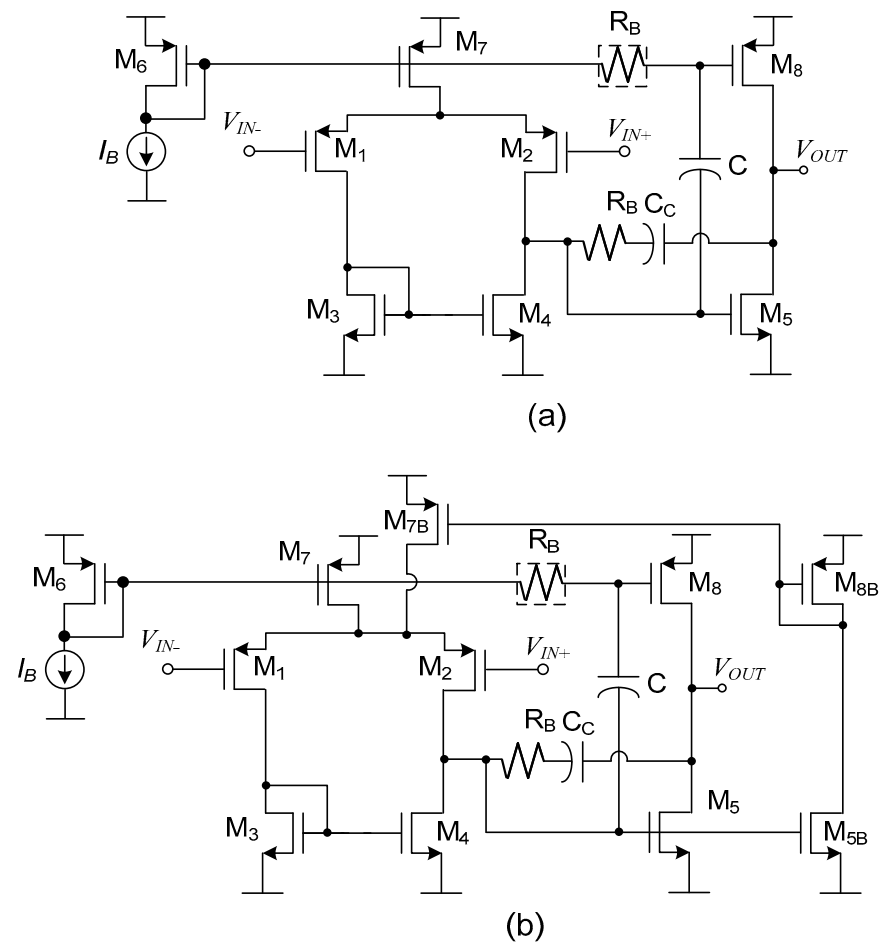 M6
M7
RB
M8
VIN-
VIN+
IB
M1
M2
C
VOUT
RB
CC
M3
M4
M5
(a)
M7B
M6
M7
RB
M8
M8B
VIN-
VIN+
IB
M1
M2
C
VOUT
RB
CC
M3
M4
M5
M5B
(b)